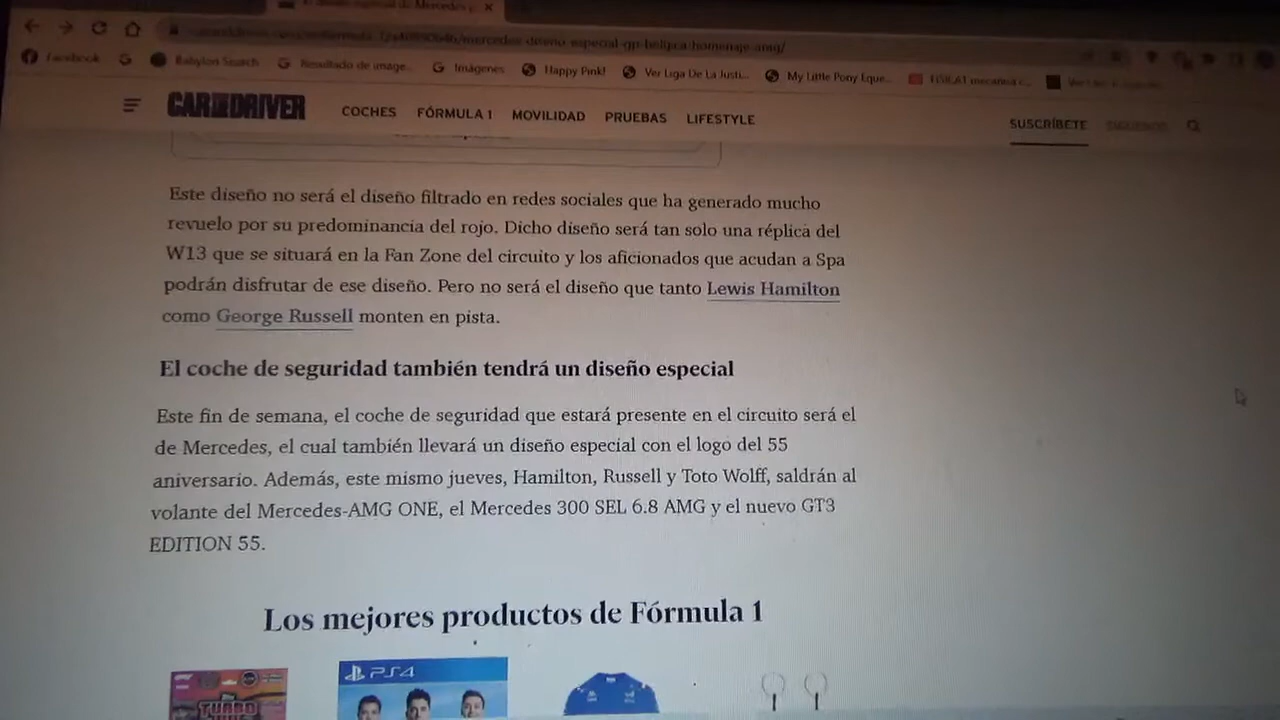 Facebook
Babylon Search
Resultado de image...
Imágenes
Happy Pink!
Ver Liga De La Justi...
My Little Pony Eque...
CAR AND DRIVER
COCHES
FÓRMULA 1
MOVILIDAD
PRUEBAS
LIFESTYLE
SUSCRÍBETE
Este diseño no será el diseño filtrado en redes sociales que ha generado mucho
revuelo por su predominancia del rojo. Dicho diseño será tan solo una réplica del
W13 que se situará en la Fan Zone del circuito y los aficionados que acudan a Spa
podrán disfrutar de ese diseño. Pero no será el diseño que tanto Lewis Hamilton
como George Russell monten en pista.
El coche de seguridad también tendrá un diseño especial
Este fin de semana, el coche de seguridad que estará presente en el circuito será el
de Mercedes, el cual también llevará un diseño especial con el logo del 55
aniversario. Además, este mismo jueves, Hamilton, Russell y Toto Wolff, saldrán al
volante del Mercedes-AMG ONE, el Mercedes 300 SEL 6.8 AMG y el nuevo GT3
EDITION 55.
Los mejores productos de Fórmula 1
PS4
TURBO